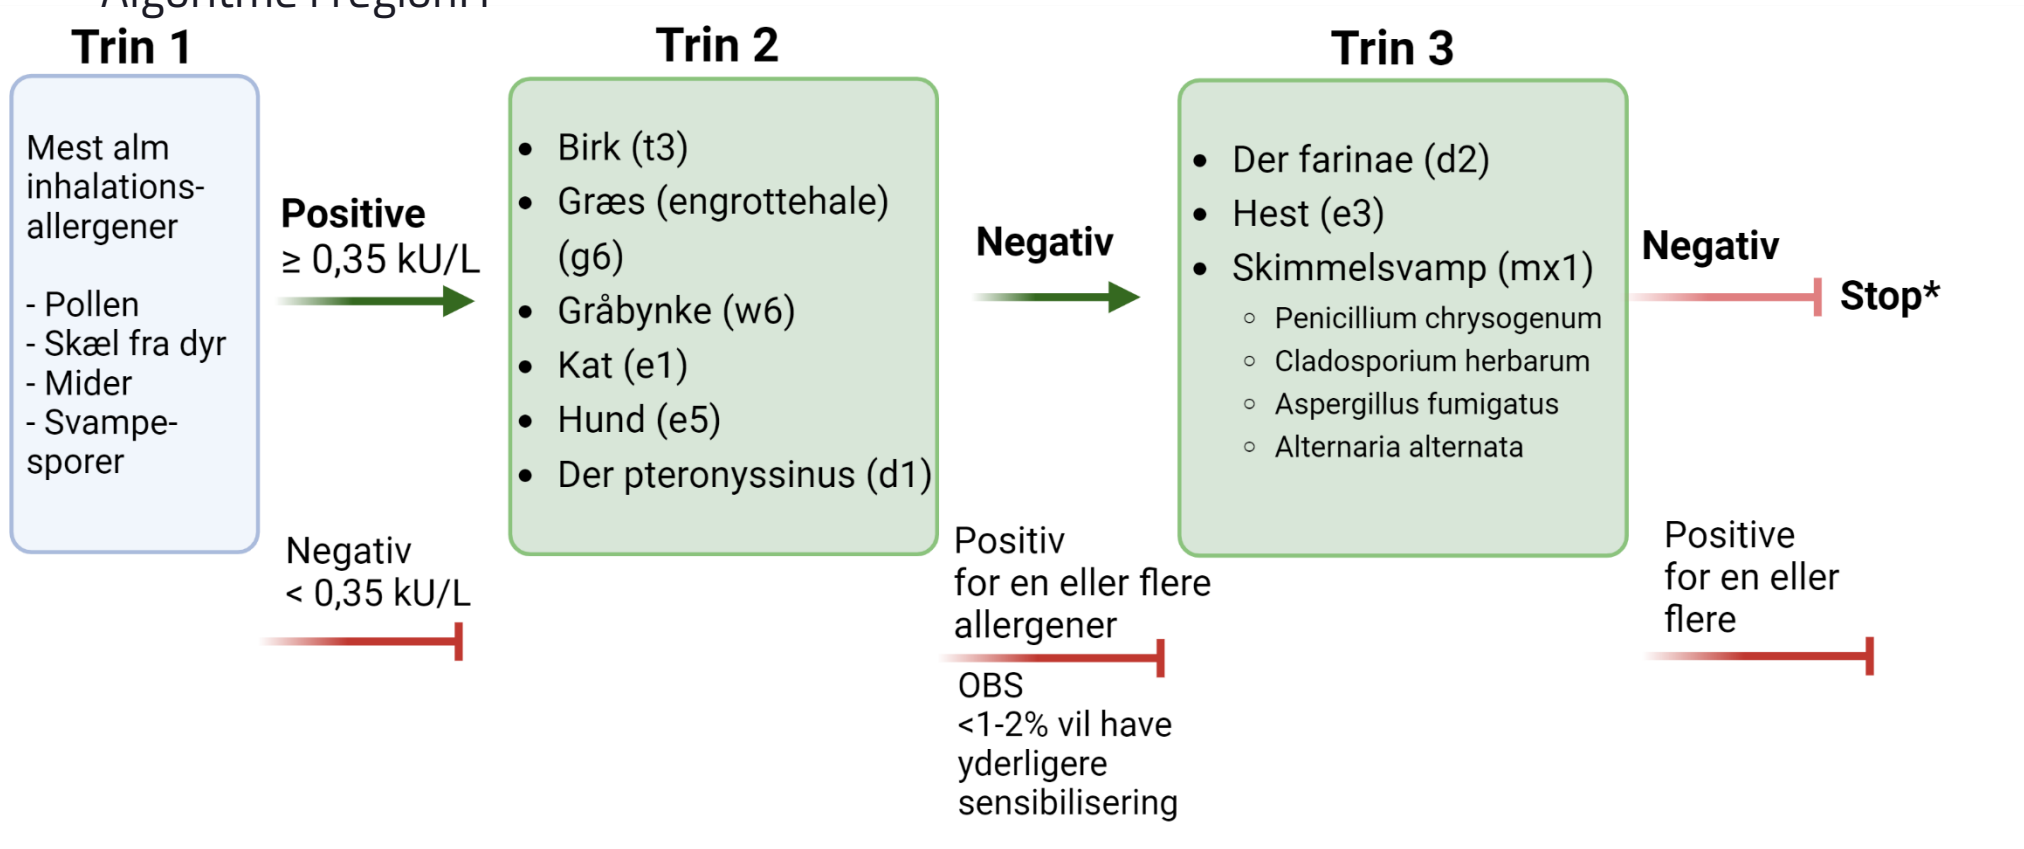 Algoritme i regionH
Trin 1
Trin 2
Trin 3
Mest alm
inhalations-
allergener
- Pollen
- Skæl fra dyr
- Mider
- Svampe-
sporer
Positive
≥ 0,35 kU/L
Negativ
< 0,35 kU/L
• Birk (t3)
• Græs (engrottehale)
(g6)
• Gråbynke (w6)
• Kat (e1)
• Hund (e5)
• Der pteronyssinus (d1)
Negativ
Positiv
for en eller flere
allergener
OBS
<1-2% vil have
yderligere
sensibilisering
• Der farinae (d2)
• Hest (e3)
• Skimmelsvamp (mx1)
◦ Penicillium chrysogenum
◦ Cladosporium herbarum
◦ Aspergillus fumigatus
◦ Alternaria alternata
Negativ
Stop*
Positive
for en eller
flere